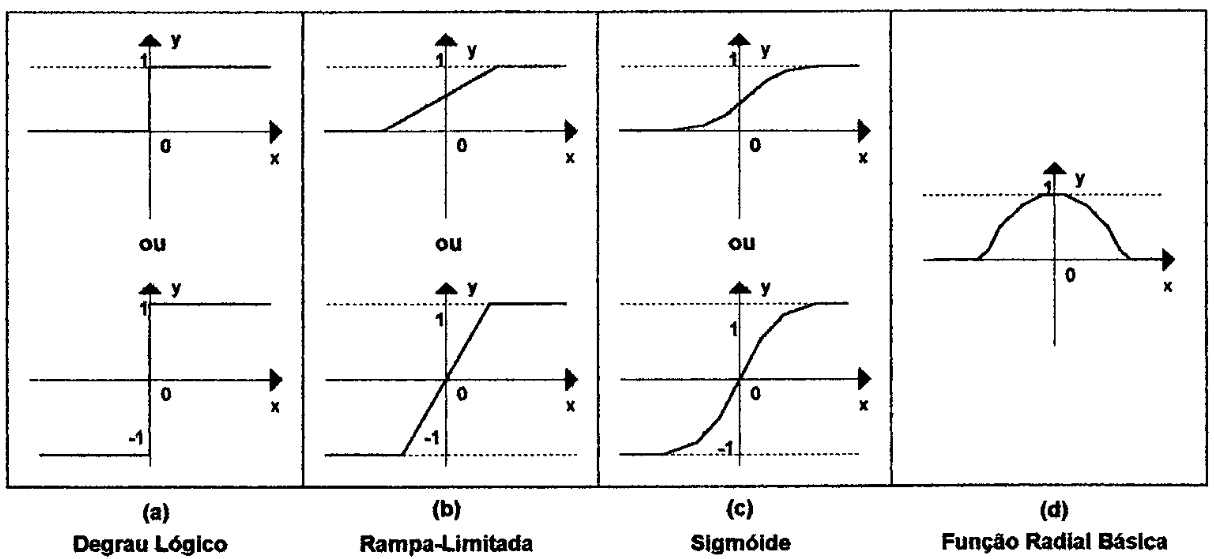 y
1
0
x
ou
y
1
0
x
-1
(a)
Degrau Lógico
y
1
0
x
ou
y
1
0
x
-1
(b)
Rampa-Limitada
y
1
0
x
ou
y
1
0
x
-1
(c)
Sigmóide
y
1
0
x
(d)
Função Radial Básica